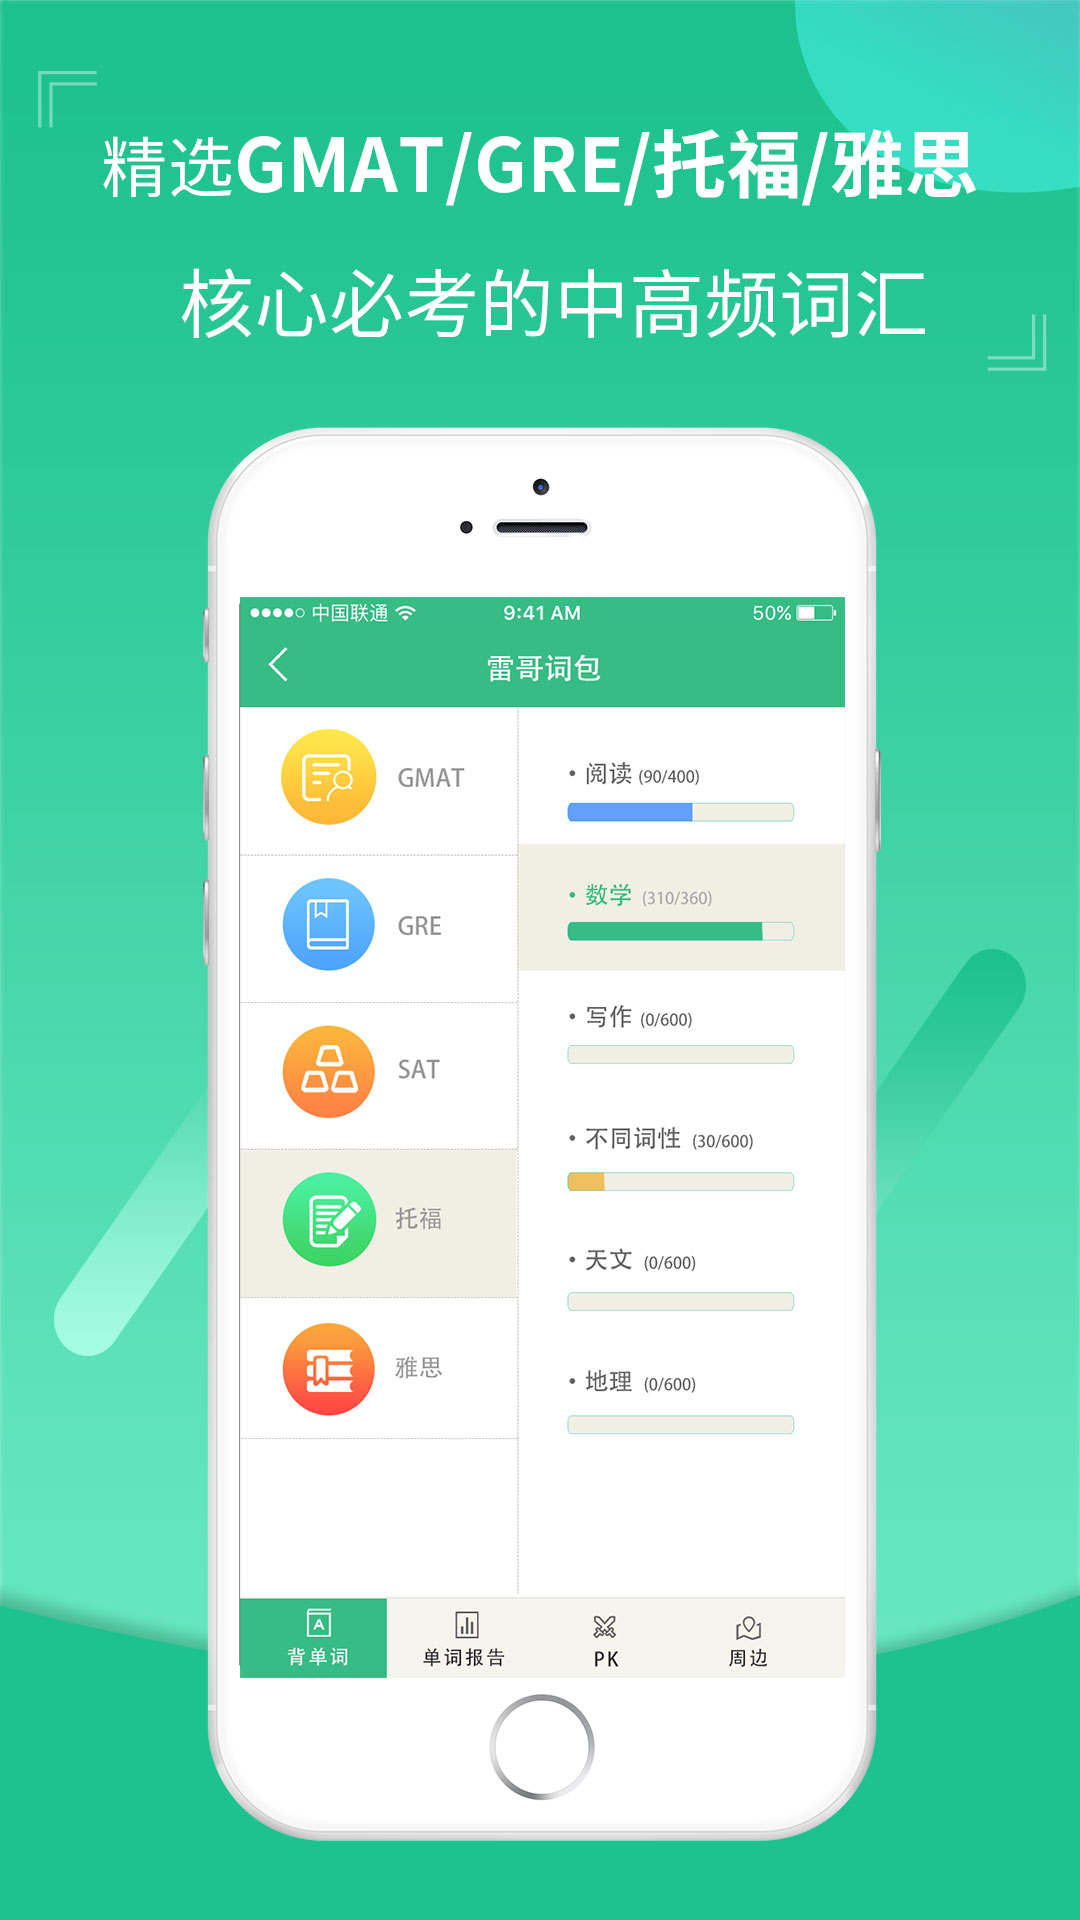 精选GMAT/GRE/托福/雅思
核心必考的中高频词汇
中国联通 9:41 AM 50%
雷哥词包
GMAT
GRE
SAT
托福
雅思
• 阅读 (90/400)
• 数学 (310/360)
• 写作 (0/600)
• 不同词性 (30/600)
• 天文 (0/600)
• 地理 (0/600)
A
背单词 单词报告 PK 周边